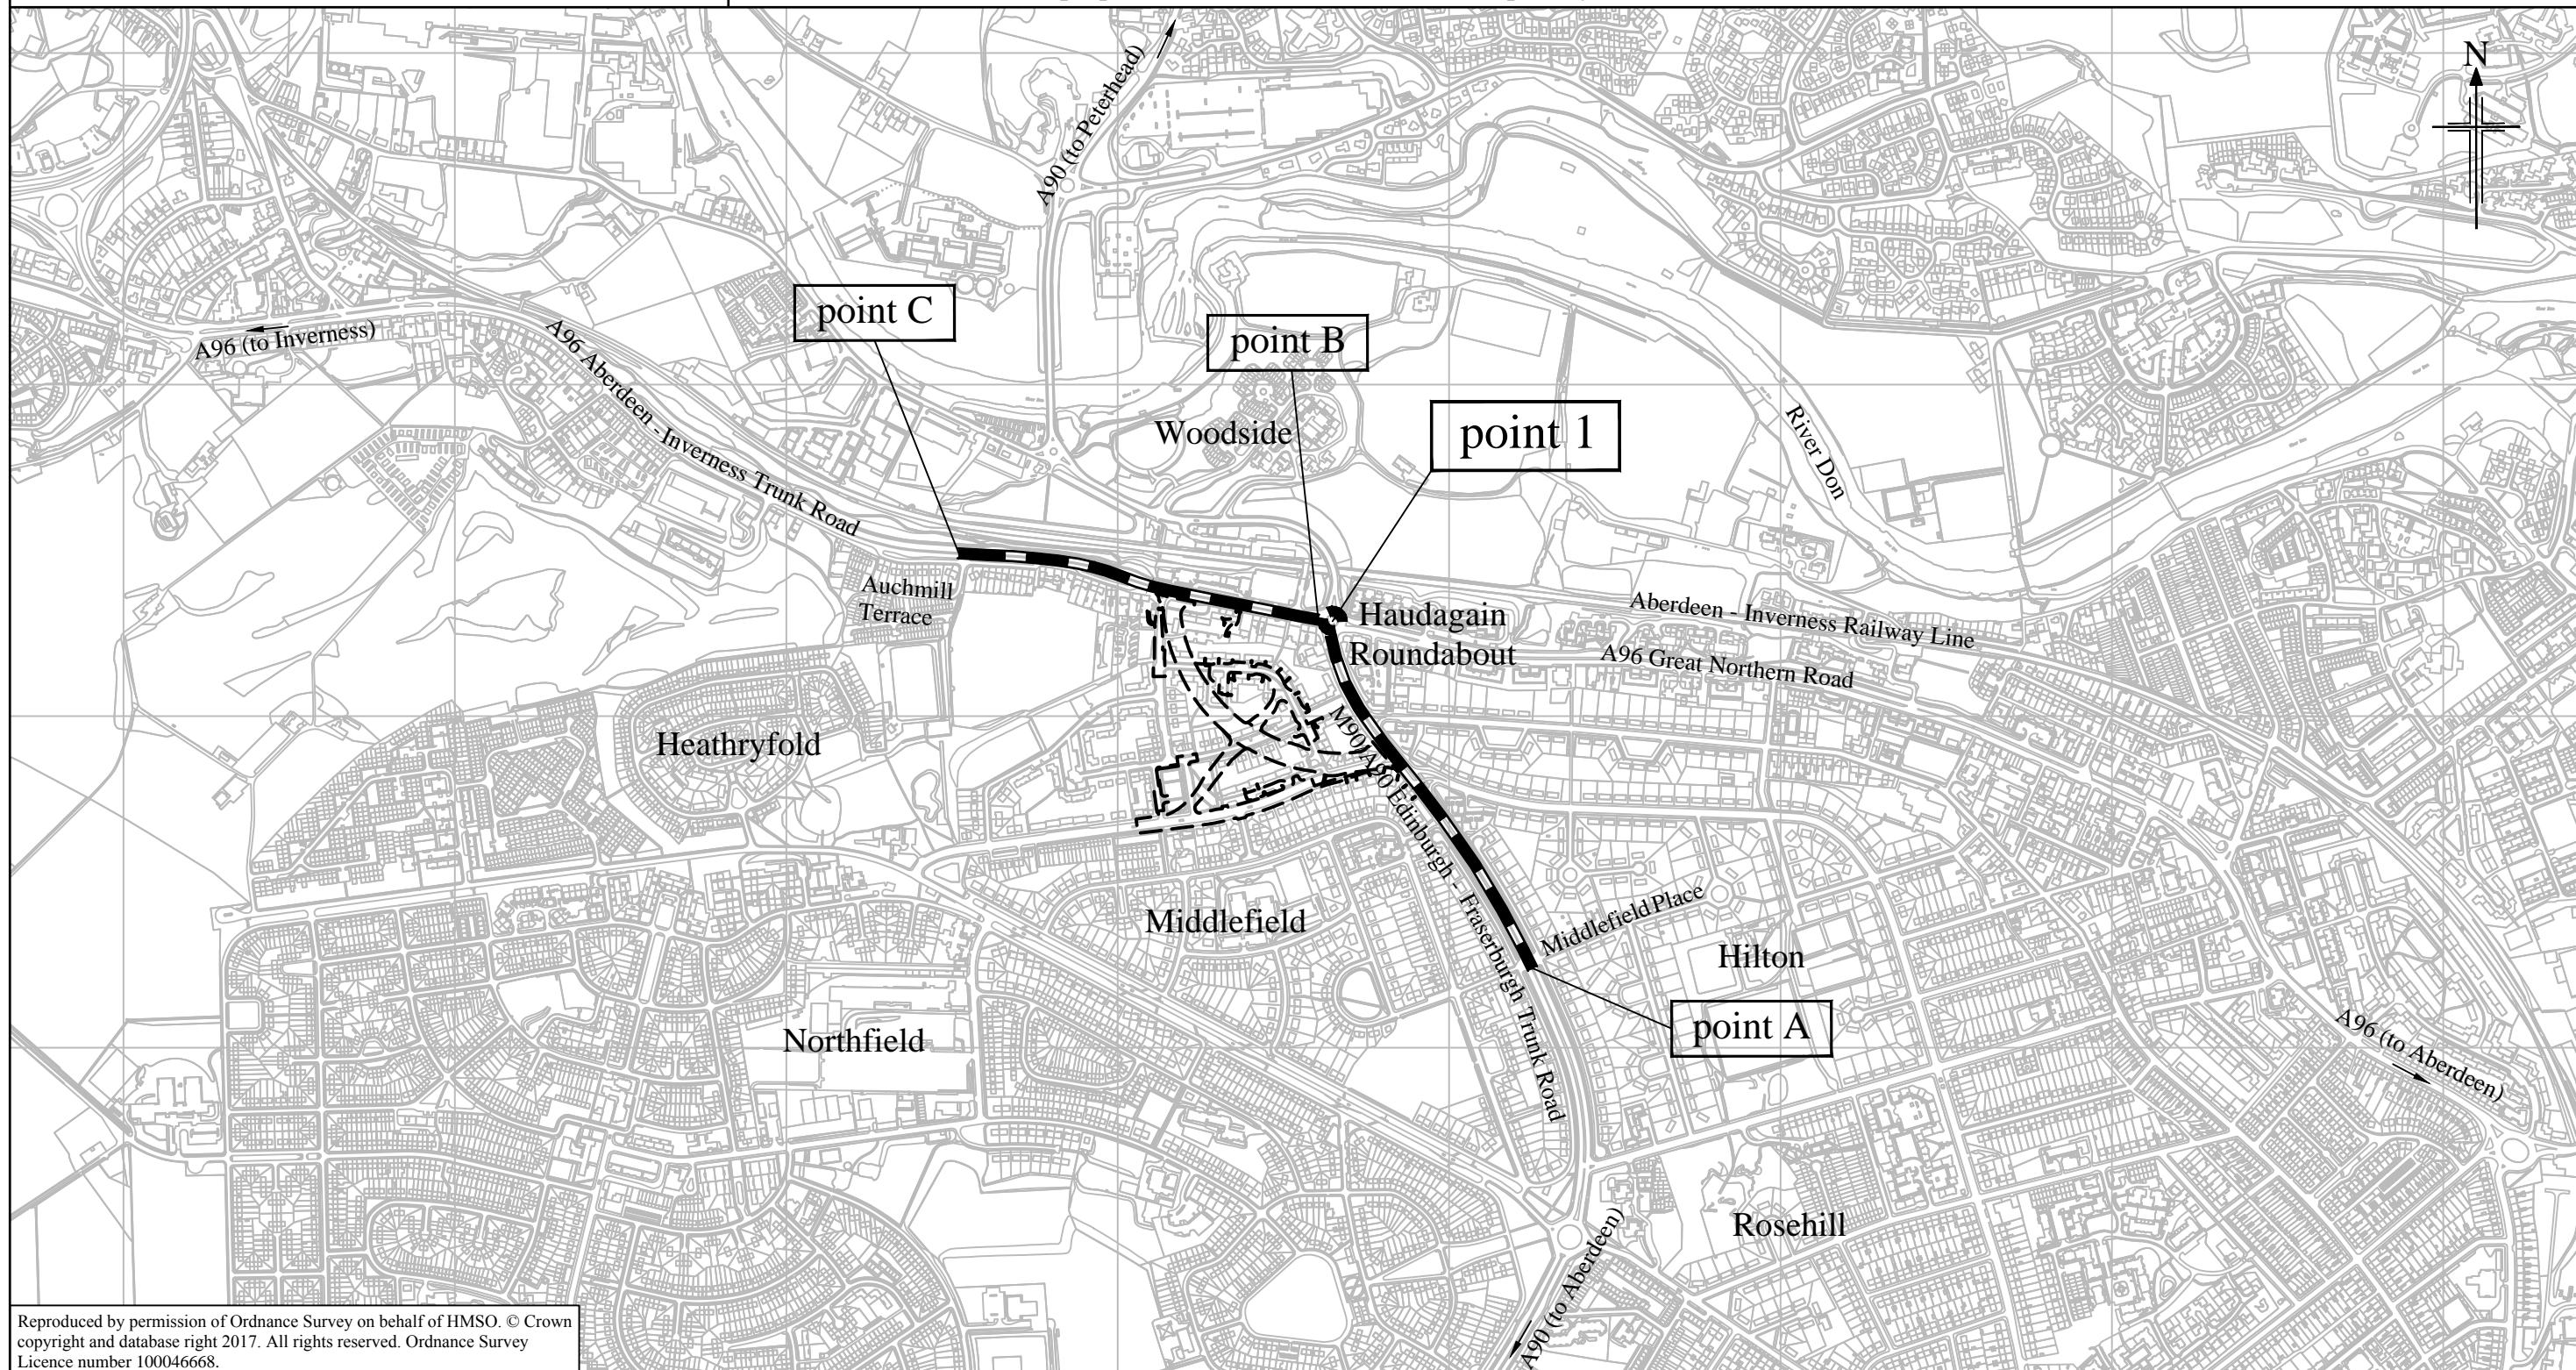 N
A90 (to Peterhead)
point C
point B
A96 (to Inverness)
A96 Aberdeen - Inverness Trunk Road
Woodside
point 1
River Don
Auchmill
Terrace
Haudagain
Roundabout
Aberdeen - Inverness Railway Line
A96 Great Northern Road
Heathryfold
M90/A90 Edinburgh - Fraserburgh Trunk Road
Middlefield
Middlefield Place
Hilton
Northfield
point A
A96 (to Aberdeen)
Rosehill
A90 (to Aberdeen)
Reproduced by permission of Ordnance Survey on behalf of HMSO. © Crown
copyright and database right 2017. All rights reserved. Ordnance Survey
Licence number 100046668.